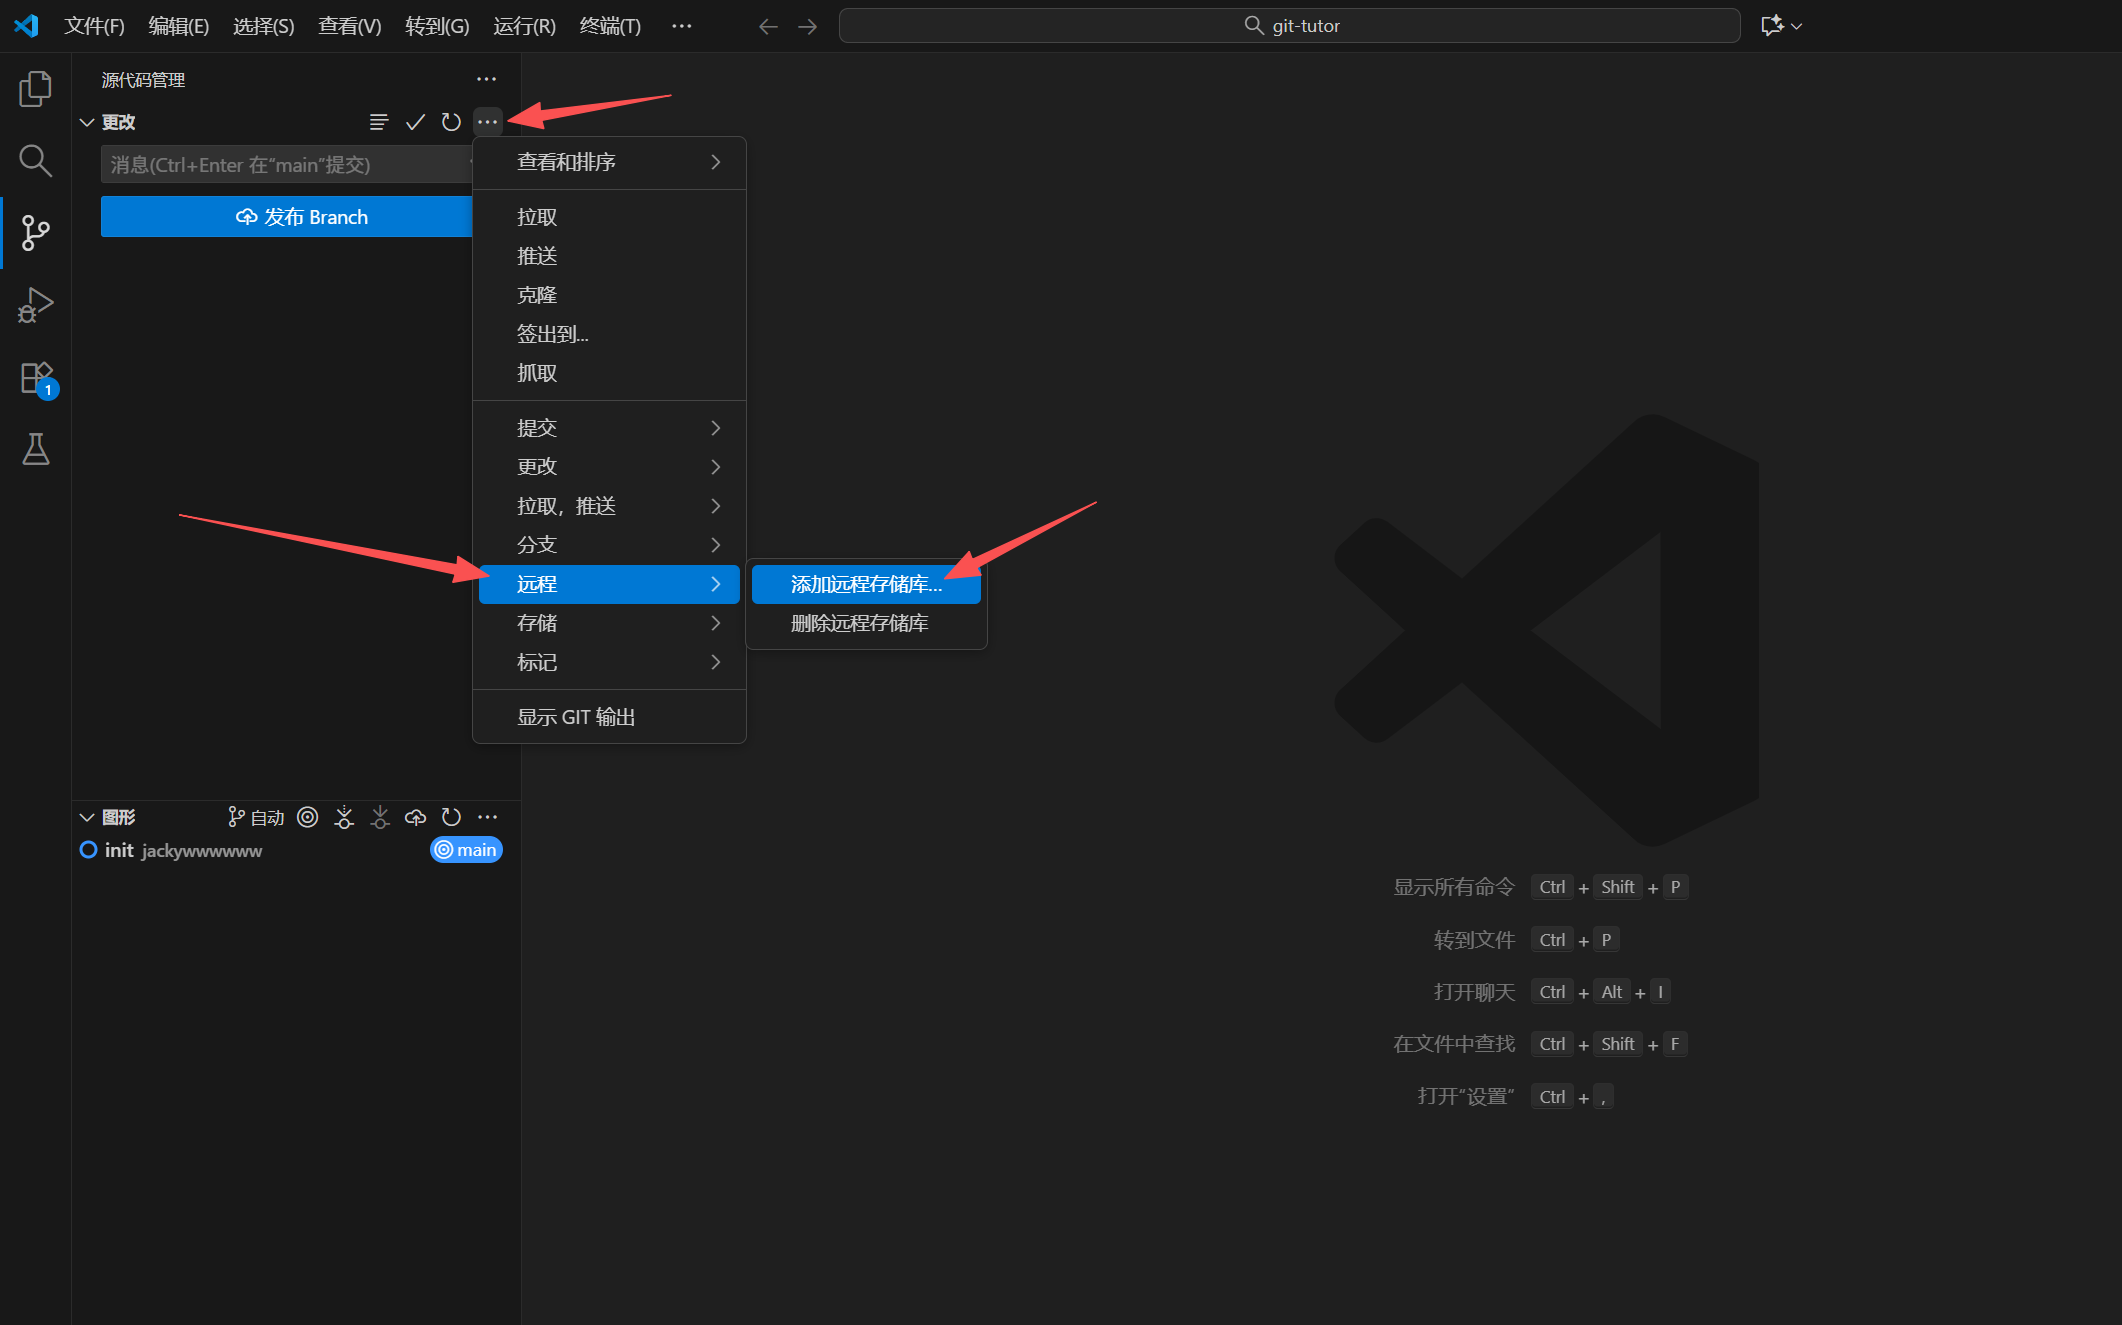 文件(F) 编辑(E) 选择(S) 查看(V) 转到(G) 运行(R) 终端(T) ··· git-tutor
源代码管理
更改
消息(Ctrl+Enter 在“main”提交)
发布 Branch
1
查看和排序
拉取
推送
克隆
签出到...
抓取
提交
更改
拉取，推送
分支
远程
存储
标记
显示 GIT 输出
添加远程存储库...
删除远程存储库
图形 自动
init jackywwwwww main
显示所有命令 Ctrl + Shift + P
转到文件 Ctrl + P
打开聊天 Ctrl + Alt + I
在文件中查找 Ctrl + Shift + F
打开“设置” Ctrl + ,